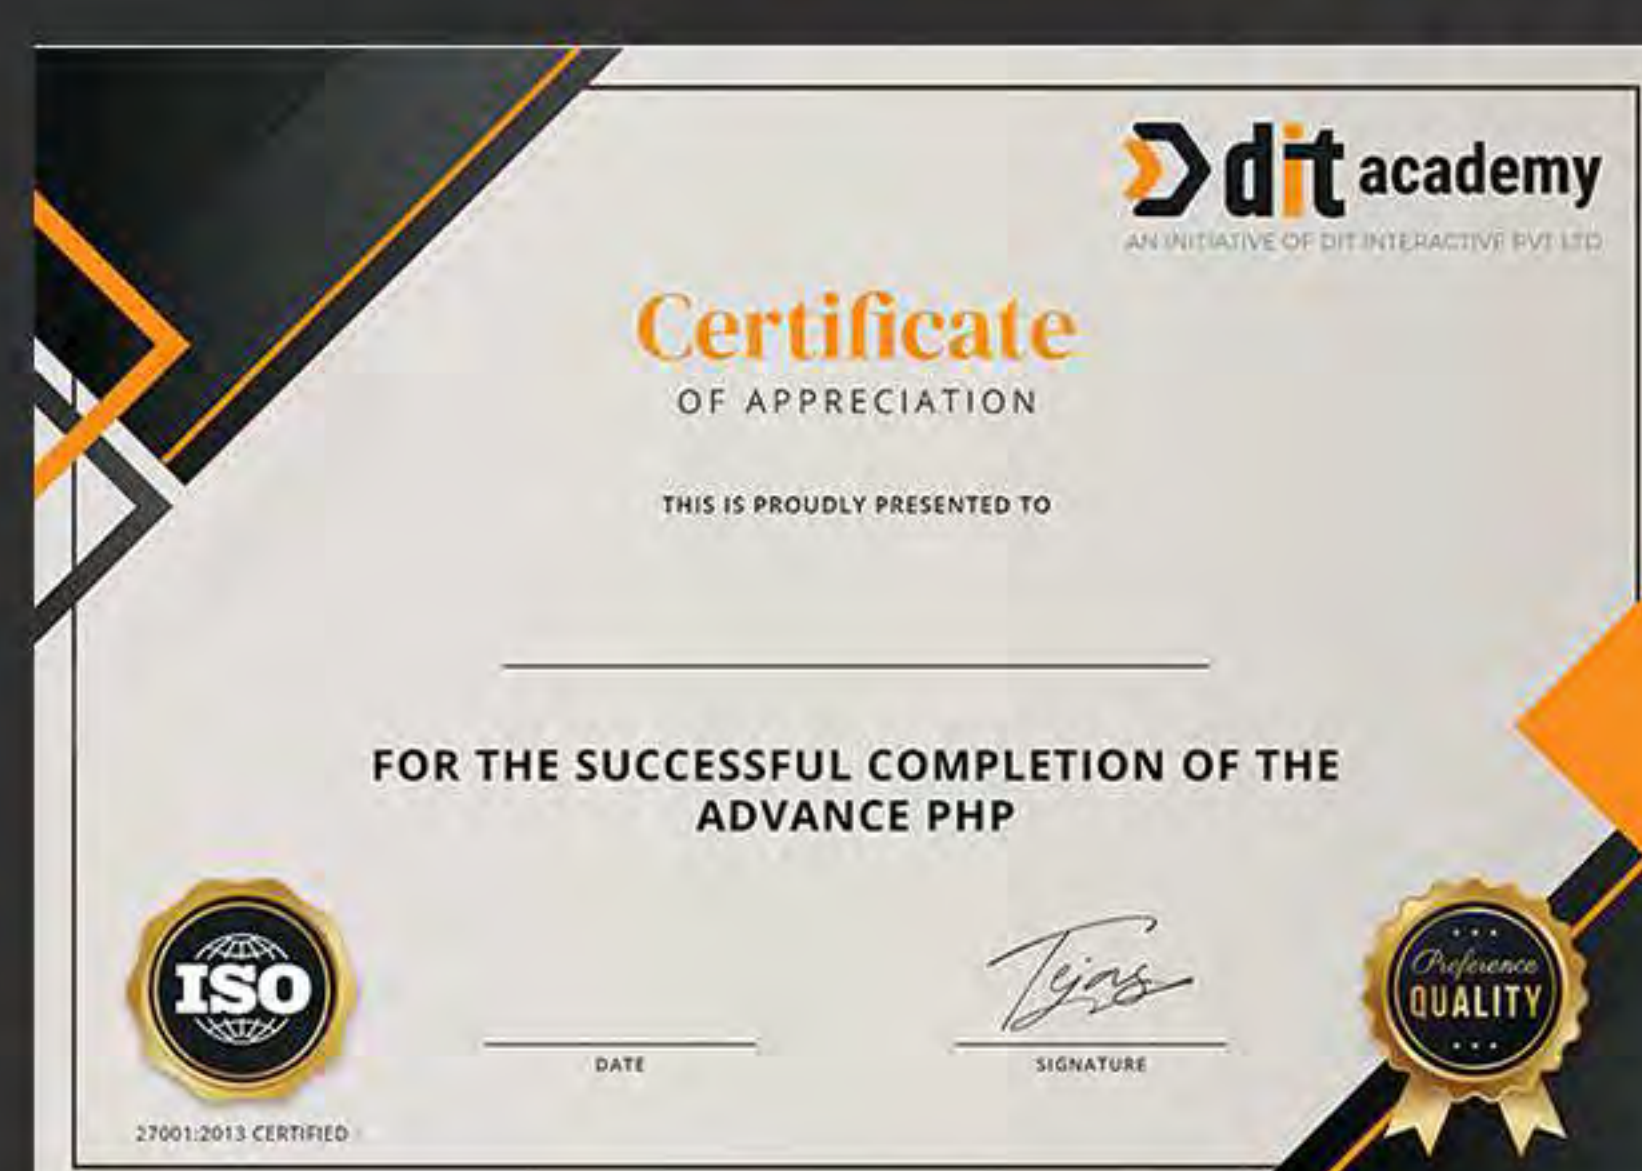 dit academy
AN INITIATIVE OF DIT INTERACTIVE PVT LTD
Certificate
OF APPRECIATION
THIS IS PROUDLY PRESENTED TO
FOR THE SUCCESSFUL COMPLETION OF THE
ADVANCE PHP
ISO
27001:2013 CERTIFIED
DATE
Tejas
SIGNATURE
Preference
QUALITY